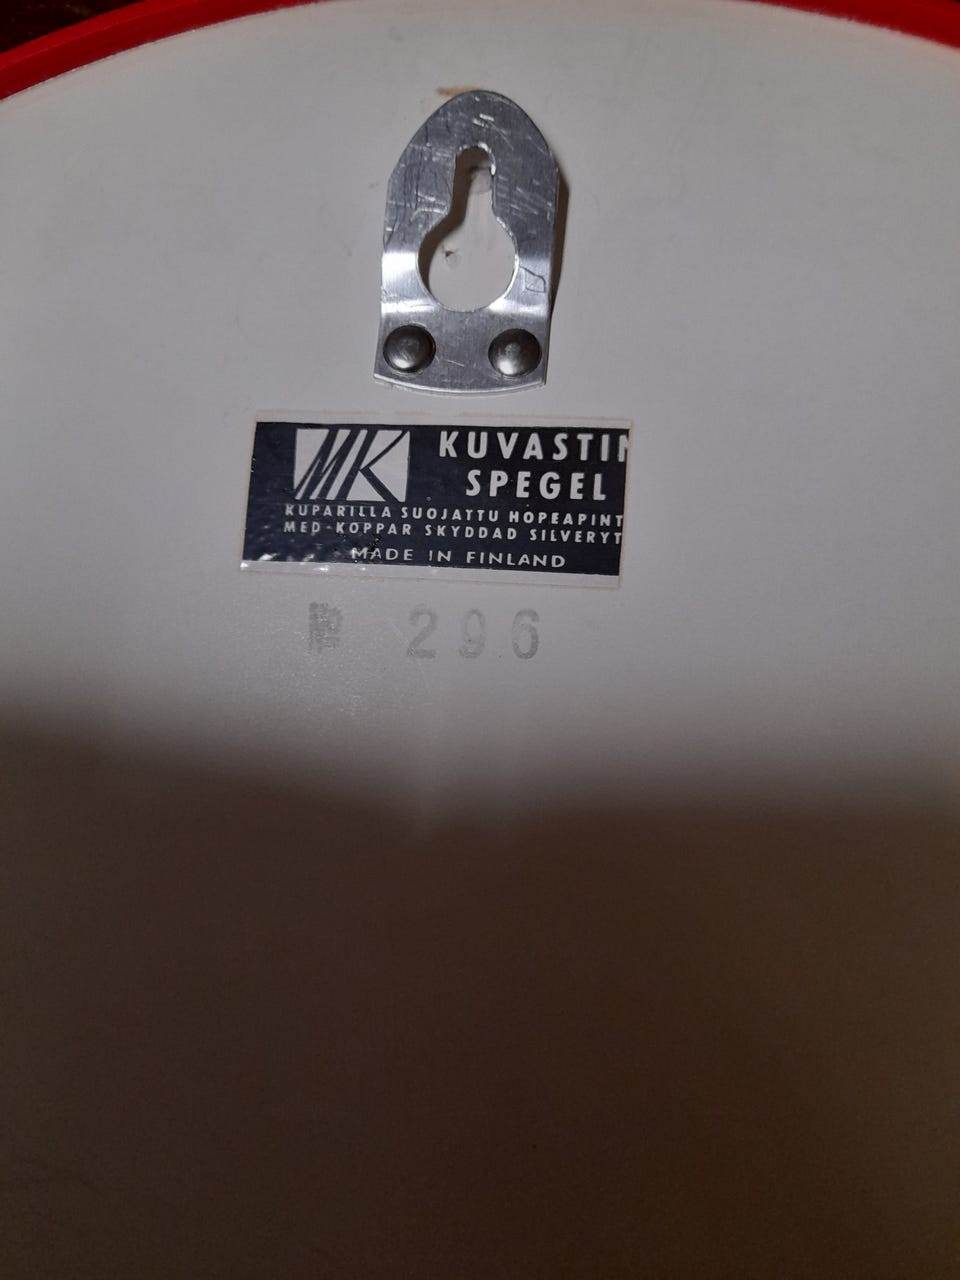 MK
KUVASTIN
SPEGEL
KUPARILLA SUOJATTU HOPEAPINT
MED KOPPAR SKYDDAD SILVERYT
MADE IN FINLAND
296